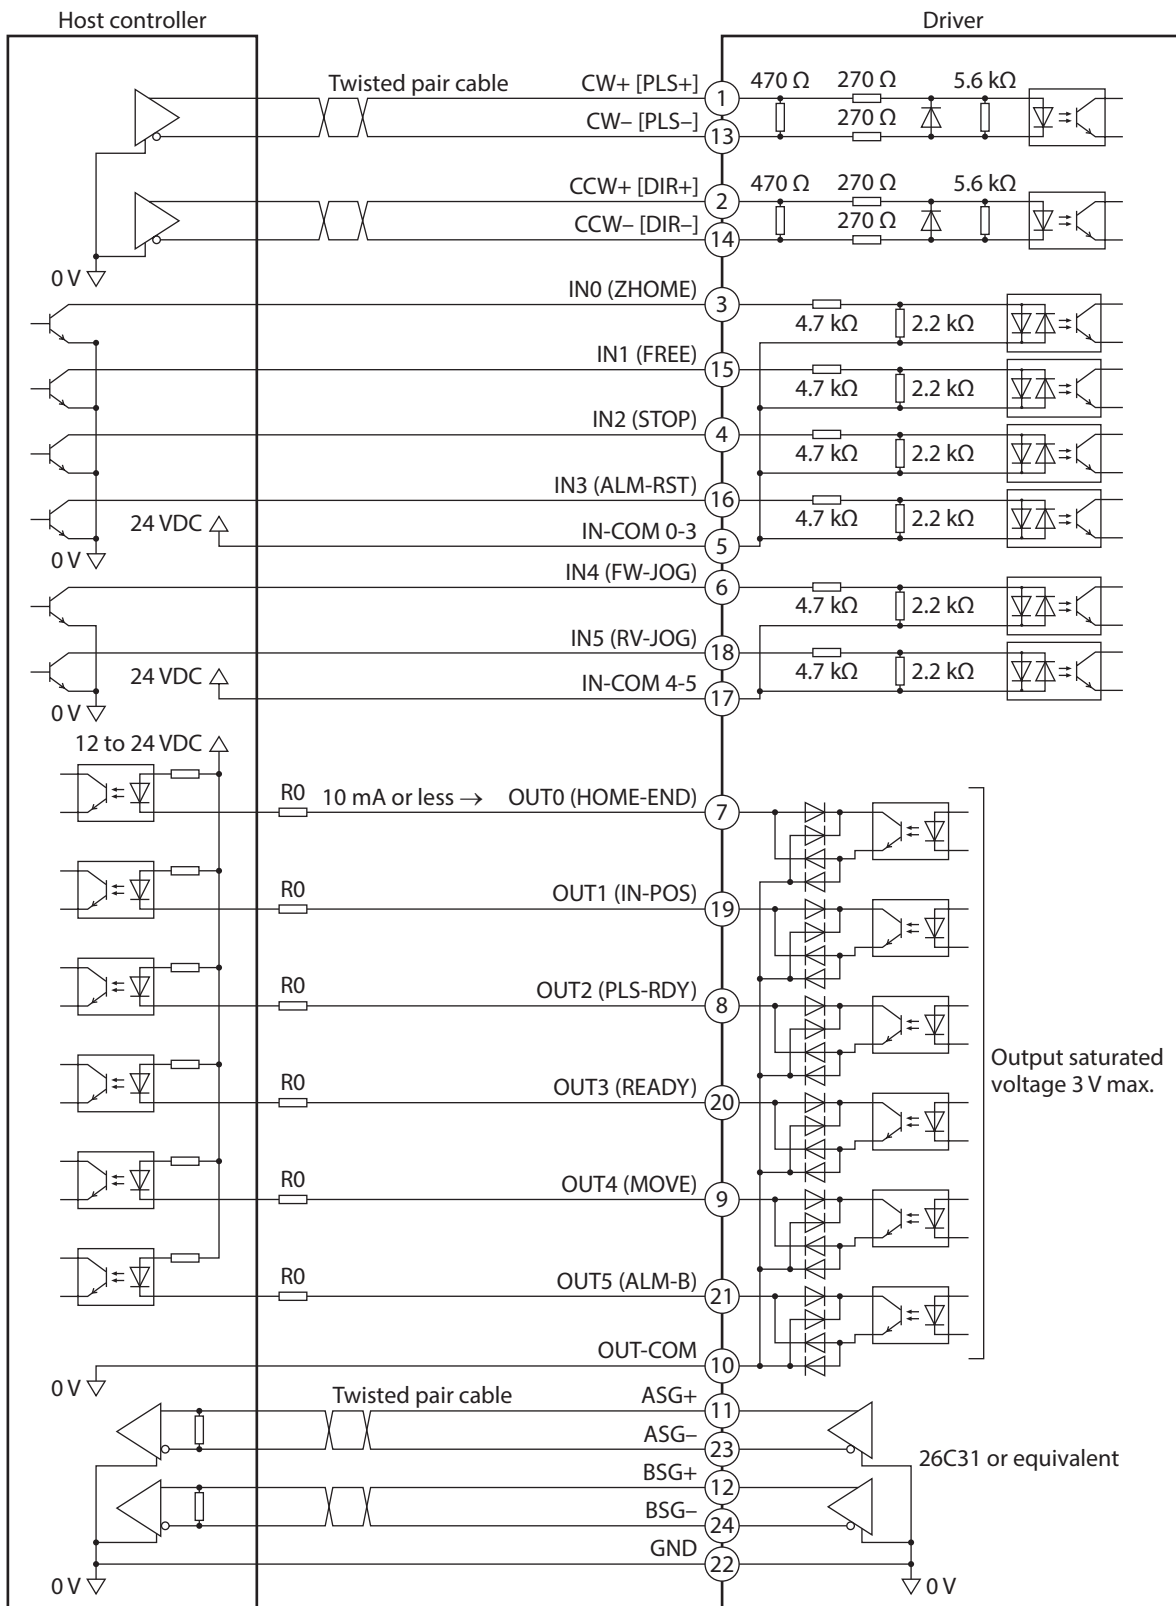 Host controller
Driver
Twisted pair cable
CW+ [PLS+]
1
470 Ω
270 Ω
5.6 kΩ
CW– [PLS–]
13
270 Ω
CCW+ [DIR+]
2
470 Ω
270 Ω
5.6 kΩ
CCW– [DIR–]
14
270 Ω
0 V
IN0 (ZHOME)
3
4.7 kΩ
2.2 kΩ
IN1 (FREE)
15
4.7 kΩ
2.2 kΩ
IN2 (STOP)
4
4.7 kΩ
2.2 kΩ
IN3 (ALM-RST)
16
4.7 kΩ
2.2 kΩ
24 VDC
IN-COM 0-3
5
0 V
IN4 (FW-JOG)
6
4.7 kΩ
2.2 kΩ
IN5 (RV-JOG)
18
4.7 kΩ
2.2 kΩ
24 VDC
IN-COM 4-5
17
0 V
12 to 24 VDC
R0
10 mA or less →
OUT0 (HOME-END)
7
R0
OUT1 (IN-POS)
19
R0
OUT2 (PLS-RDY)
8
Output saturated
voltage 3 V max.
R0
OUT3 (READY)
20
R0
OUT4 (MOVE)
9
R0
OUT5 (ALM-B)
21
OUT-COM
10
0 V
Twisted pair cable
ASG+
11
ASG–
23
26C31 or equivalent
BSG+
12
BSG–
24
GND
22
0 V
0 V